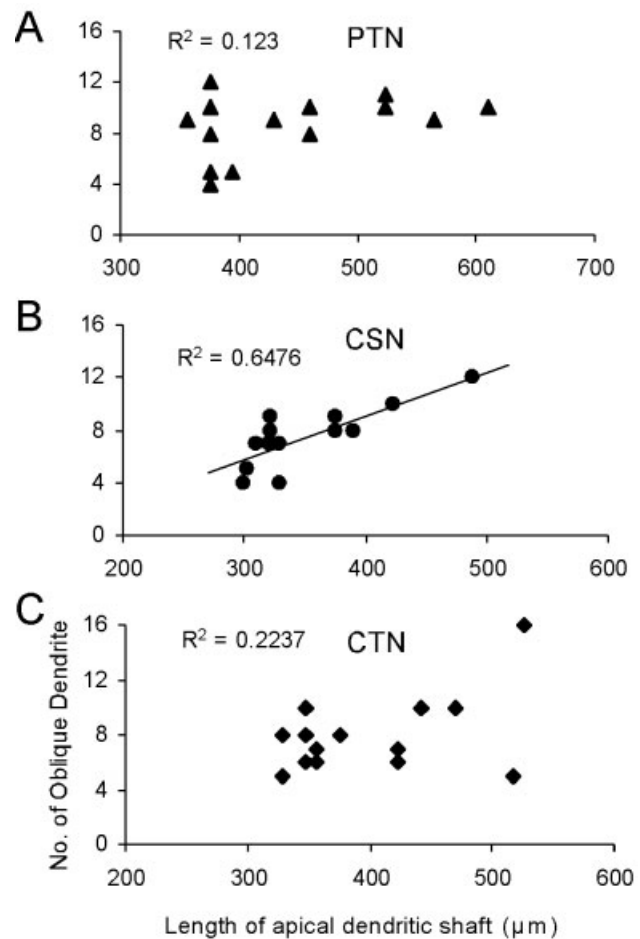 A
R² = 0.123
PTN
16
12
8
4
0
300
400
500
600
700
B
R² = 0.6476
CSN
16
12
8
4
0
200
300
400
500
600
C
R² = 0.2237
CTN
No. of Oblique Dendrite
16
12
8
4
0
200
300
400
500
600
Length of apical dendritic shaft (μm)